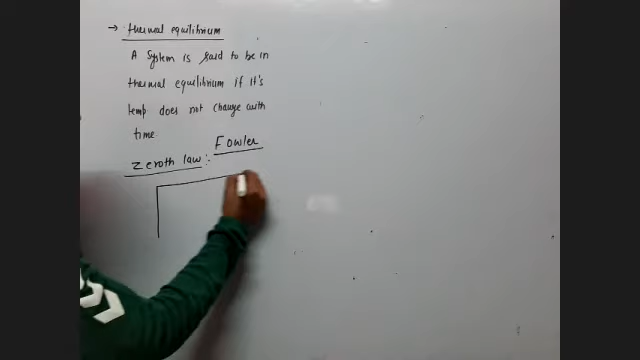 → thermal equilibrium
A System is said to be in
thermal equilibrium if it's
temp does not change with
time.
Zeroth law :- Fowler